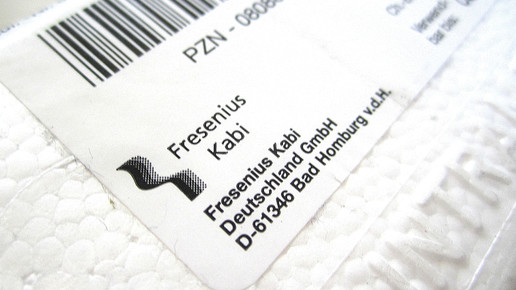 PZN - 0808
Fresenius
Kabi
Fresenius Kabi
Deutschland GmbH
D-61346 Bad Homburg v.d.H.